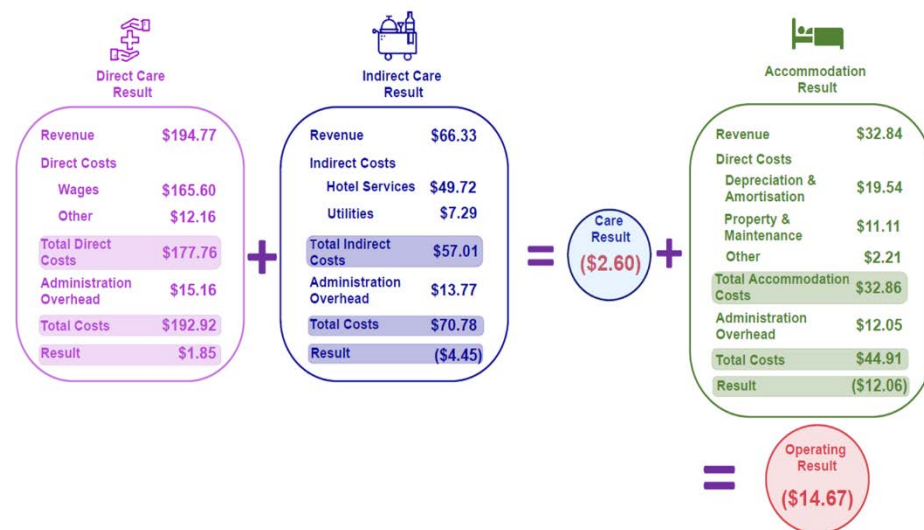 Direct Care
Result
Revenue $194.77
Direct Costs
Wages $165.60
Other $12.16
Total Direct
Costs $177.76
Administration
Overhead $15.16
Total Costs $192.92
Result $1.85
+
Indirect Care
Result
Revenue $66.33
Indirect Costs
Hotel Services $49.72
Utilities $7.29
Total Indirect
Costs $57.01
Administration
Overhead $13.77
Total Costs $70.78
Result ($4.45)
=
Care
Result
($2.60)
+
Accommodation
Result
Revenue $32.84
Direct Costs
Depreciation &
Amortisation $19.54
Property &
Maintenance $11.11
Other $2.21
Total Accommodation
Costs $32.86
Administration
Overhead $12.05
Total Costs $44.91
Result ($12.06)
=
Operating
Result
($14.67)